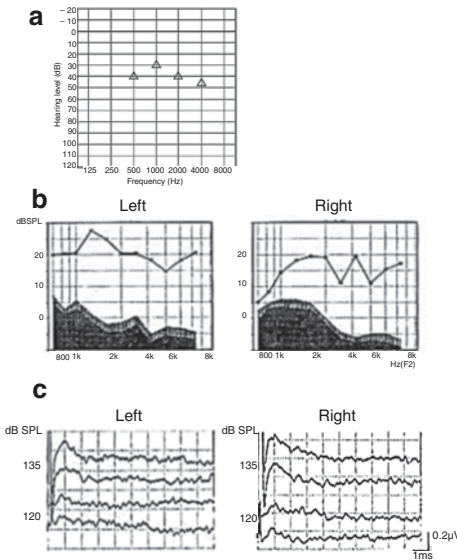 a
Hearing level (dB)
– 20
– 10
0
10
20
30
40
50
60
70
80
90
100
110
120
125 250 500 1000 2000 4000 8000
Frequency (Hz)
b
Left Right
dBSPL
20
10
0
800 1k 2k 4k 6k 8k
20
10
0
800 1k 2k 4k 6k 8k
Hz(F2)
c
Left Right
dB SPL
135
120
dB SPL
135
120
0.2μV
1ms